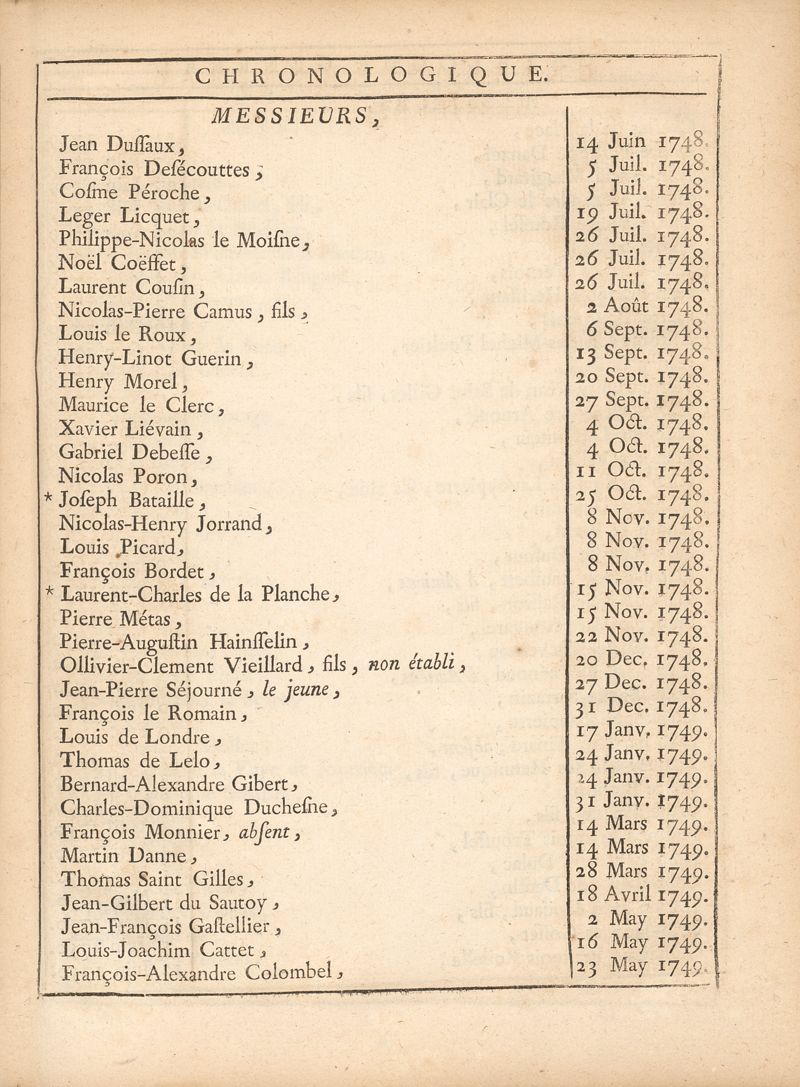 CHRONOLOGIQUE.
MESSIEURS,
Jean Duſſaux, 14 Juin 1748.
François Deſécouttes, 5 Juil. 1748.
Coſme Péroche, 5 Juil. 1748.
Leger Licquet, 19 Juil. 1748.
Philippe-Nicolas le Moiſne, 26 Juil. 1748.
Noël Coëffet, 26 Juil. 1748.
Laurent Couſin, 26 Juil. 1748.
Nicolas-Pierre Camus, fils, 2 Août 1748.
Louis le Roux, 6 Sept. 1748.
Henry-Linot Guerin, 13 Sept. 1748.
Henry Morel, 20 Sept. 1748.
Maurice le Clerc, 27 Sept. 1748.
Xavier Liévain, 4 Oct. 1748.
Gabriel Debeſſe, 4 Oct. 1748.
Nicolas Poron, 11 Oct. 1748.
* Joſeph Bataille, 25 Oct. 1748.
Nicolas-Henry Jorrand, 8 Nov. 1748.
Louis Picard, 8 Nov. 1748.
François Bordet, 8 Nov. 1748.
* Laurent-Charles de la Planche, 15 Nov. 1748.
Pierre Métas, 15 Nov. 1748.
Pierre-Auguſtin Hainſſelin, 22 Nov. 1748.
Ollivier-Clement Vieillard, fils, non établi, 20 Dec. 1748.
Jean-Pierre Séjourné, le jeune, 27 Dec. 1748.
François le Romain, 31 Dec. 1748.
Louis de Londre, 17 Janv. 1749.
Thomas de Lelo, 24 Janv. 1749.
Bernard-Alexandre Gibert, 24 Janv. 1749.
Charles-Dominique Ducheſne, 31 Janv. 1749.
François Monnier, abſent, 14 Mars 1749.
Martin Danne, 14 Mars 1749.
Thomas Saint Gilles, 28 Mars 1749.
Jean-Gilbert du Sautoy, 18 Avril 1749.
Jean-François Gaſtellier, 2 May 1749.
Louis-Joachim Cattet, 16 May 1749.
François-Alexandre Colombel, 23 May 1749.